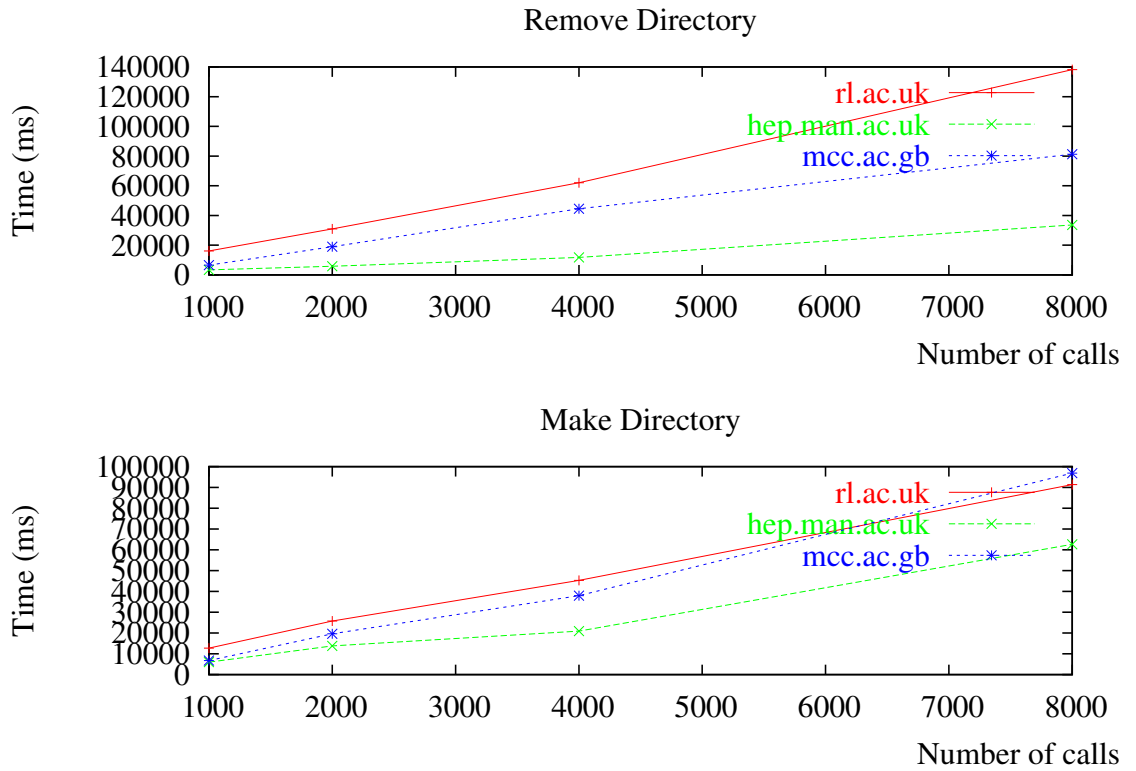 Remove Directory
Time (ms)
140000
120000
100000
80000
60000
40000
20000
0
rl.ac.uk
hep.man.ac.uk
mcc.ac.gb
1000 2000 3000 4000 5000 6000 7000 8000
Number of calls
Make Directory
Time (ms)
100000
90000
80000
70000
60000
50000
40000
30000
20000
10000
0
rl.ac.uk
hep.man.ac.uk
mcc.ac.gb
1000 2000 3000 4000 5000 6000 7000 8000
Number of calls